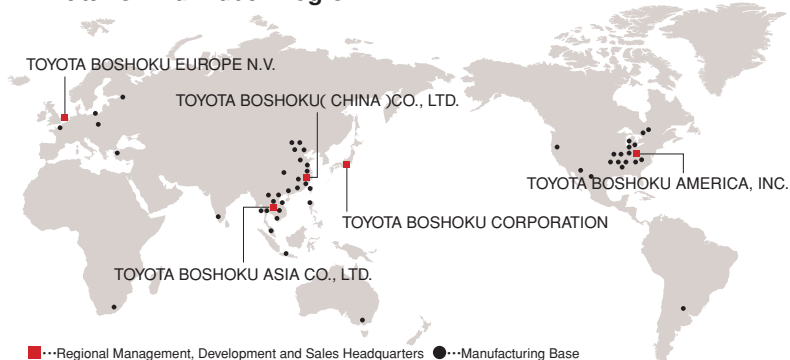 TOYOTA BOSHOKU EUROPE N.V.
TOYOTA BOSHOKU( CHINA )CO., LTD.
TOYOTA BOSHOKU AMERICA, INC.
TOYOTA BOSHOKU CORPORATION
TOYOTA BOSHOKU ASIA CO., LTD.
···Regional Management, Development and Sales Headquarters ···Manufacturing Base